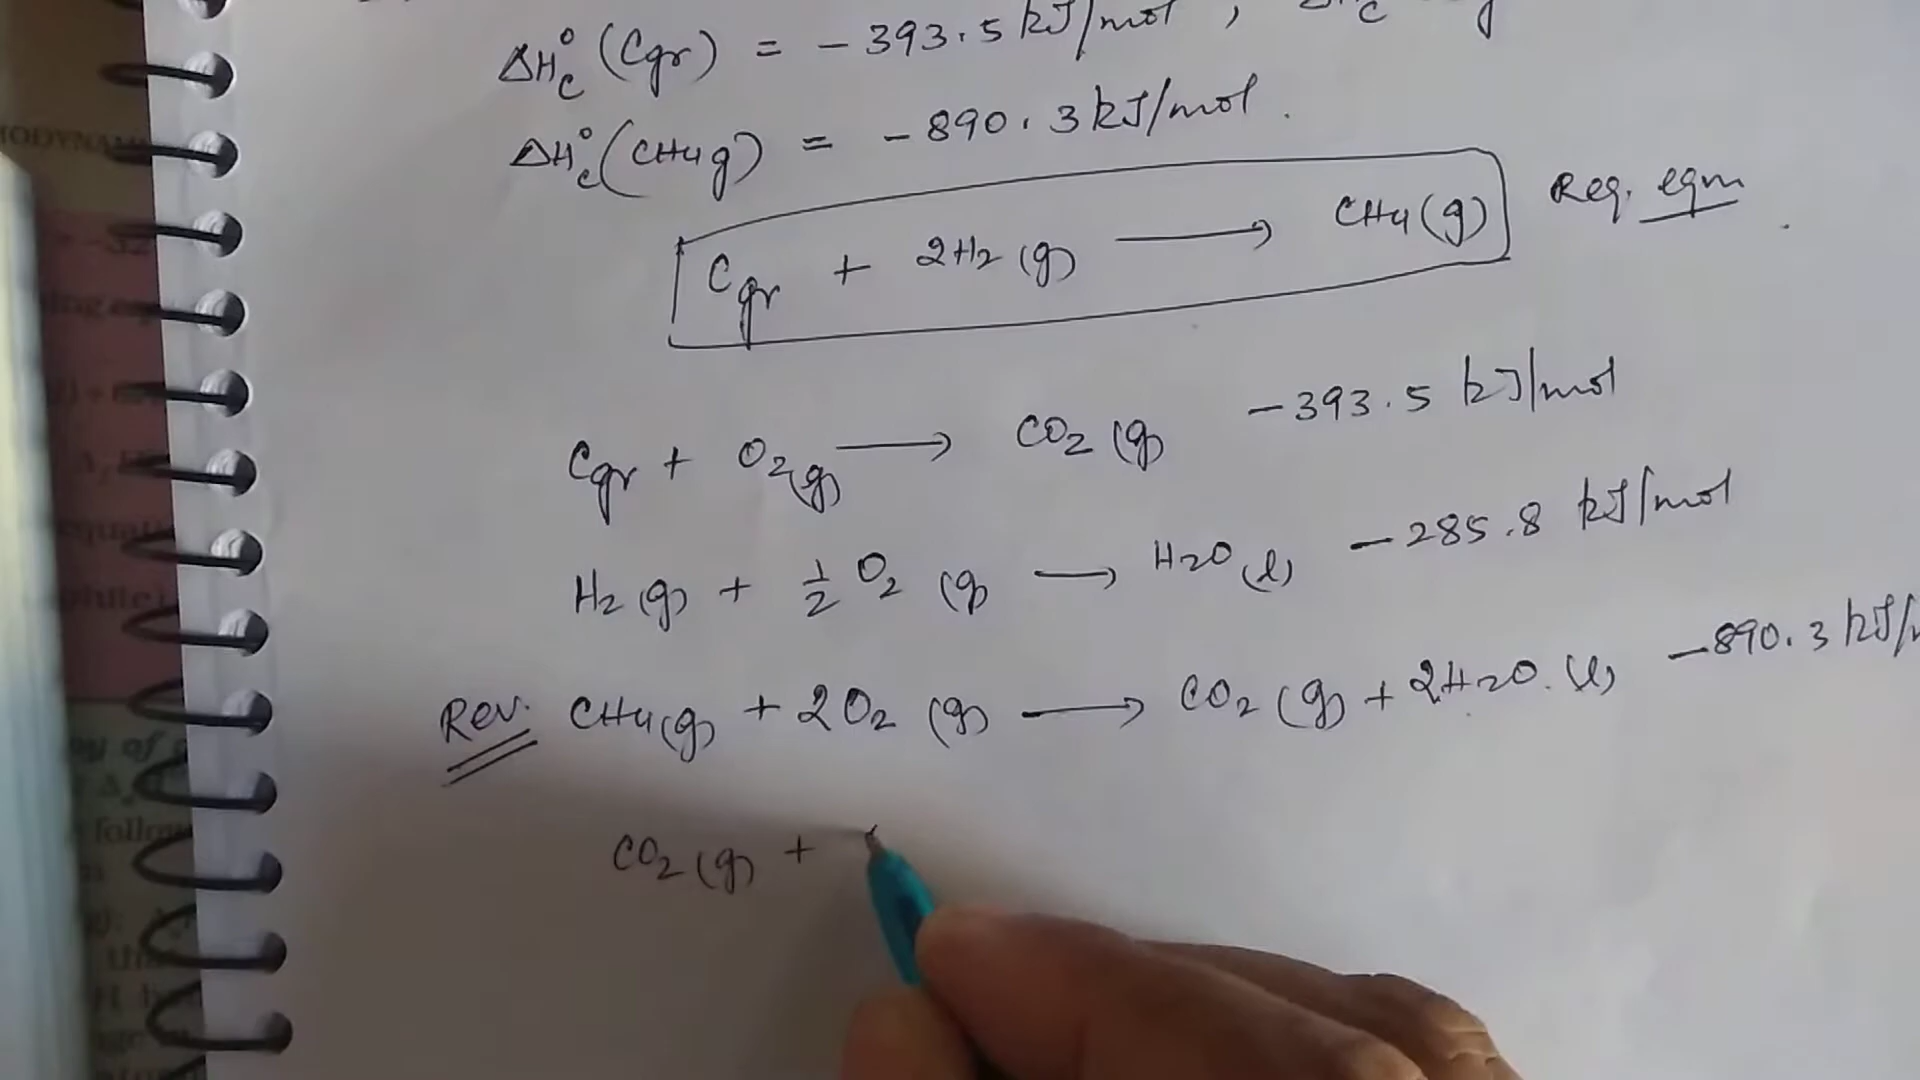 ΔH°c (Cgr) = -393.5 kJ/mol ,
ΔH°c (CH4 g) = -890.3 kJ/mol .
Cgr + 2H2 (g) ⟶ CH4 (g) Req. eqn
Cgr + O2 (g) ⟶ CO2 (g) -393.5 kJ/mol
H2 (g) + 1/2 O2 (g) ⟶ H2O (l) -285.8 kJ/mol
Rev. CH4 (g) + 2O2 (g) ⟶ CO2 (g) + 2H2O. (l) -890.3 kJ/
CO2 (g) +